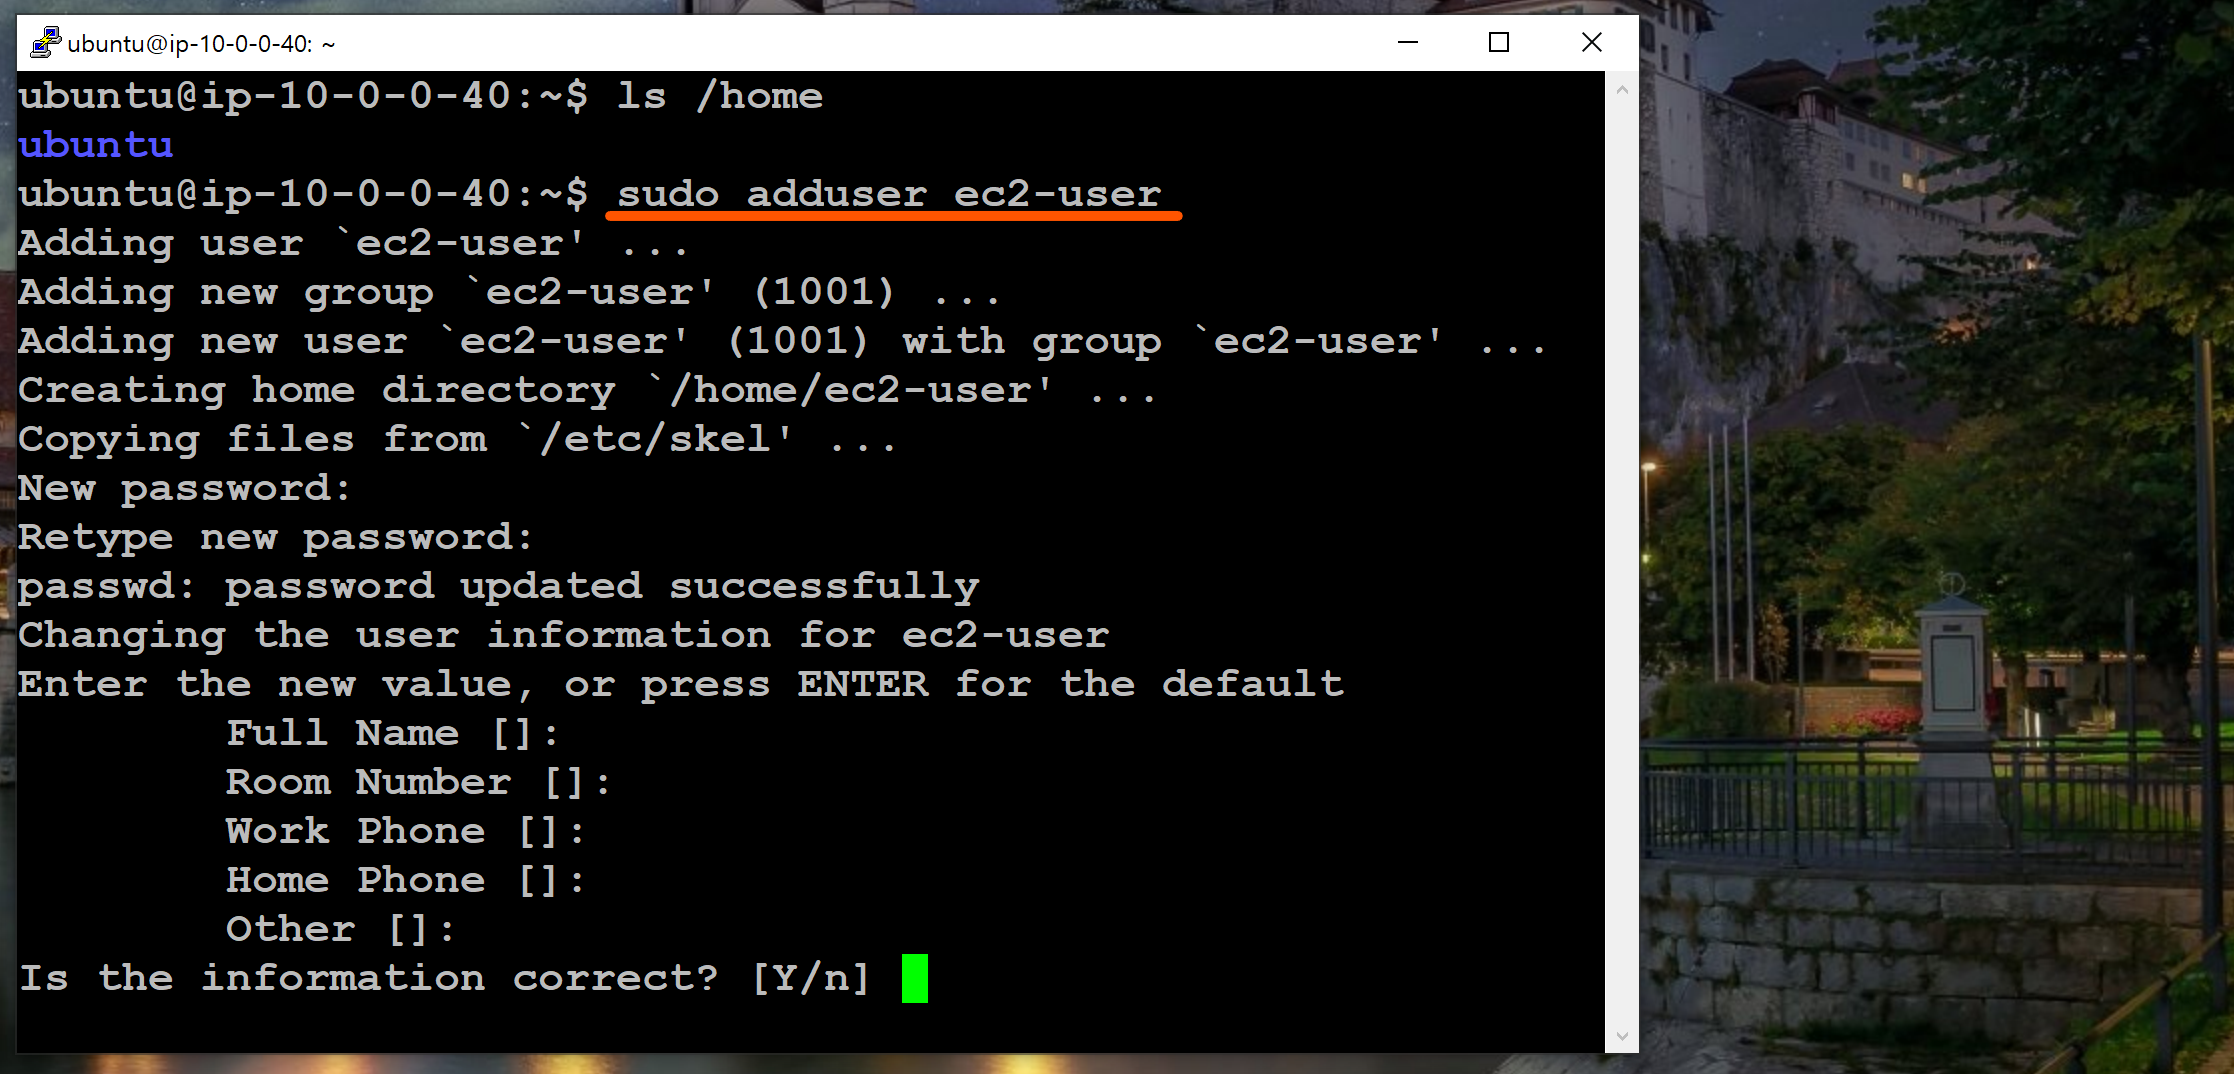 ubuntu@ip-10-0-0-40: ~
ubuntu@ip-10-0-0-40:~$ ls /home
ubuntu
ubuntu@ip-10-0-0-40:~$ sudo adduser ec2-user
Adding user `ec2-user' ...
Adding new group `ec2-user' (1001) ...
Adding new user `ec2-user' (1001) with group `ec2-user' ...
Creating home directory `/home/ec2-user' ...
Copying files from `/etc/skel' ...
New password:
Retype new password:
passwd: password updated successfully
Changing the user information for ec2-user
Enter the new value, or press ENTER for the default
Full Name []:
Room Number []:
Work Phone []:
Home Phone []:
Other []:
Is the information correct? [Y/n]